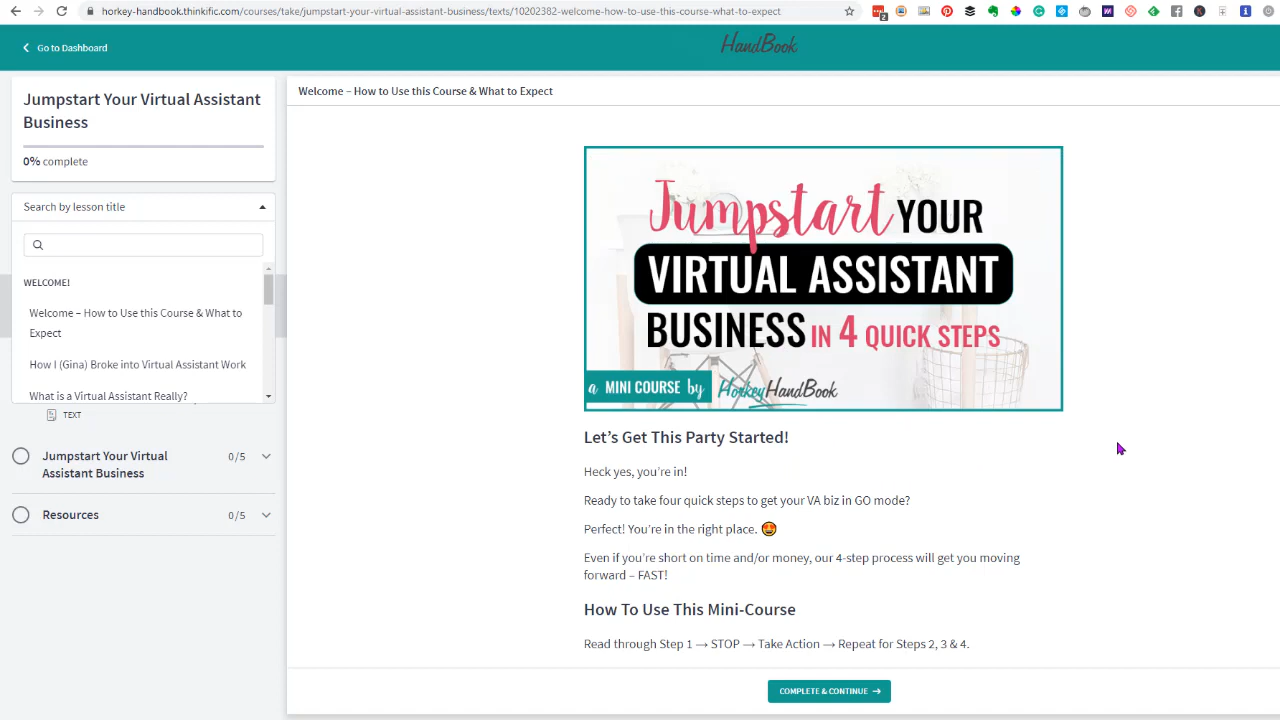 horkey-handbook.thinkific.com/courses/take/jumpstart-your-virtual-assistant-business/texts/10202382-welcome-how-to-use-this-course-what-to-expect
2
Go to Dashboard
HandBook
Jumpstart Your Virtual Assistant
Business
0% complete
Search by lesson title
WELCOME!
Welcome – How to Use this Course & What to
Expect
How I (Gina) Broke into Virtual Assistant Work
What is a Virtual Assistant Really?
TEXT
Jumpstart Your Virtual
Assistant Business
0/5
Resources
0/5
Welcome – How to Use this Course & What to Expect
Jumpstart YOUR
VIRTUAL ASSISTANT
BUSINESS IN 4 QUICK STEPS
a MINI COURSE by HorkeyHandBook
Let’s Get This Party Started!
Heck yes, you’re in!
Ready to take four quick steps to get your VA biz in GO mode?
Perfect! You’re in the right place. 🤩
Even if you’re short on time and/or money, our 4-step process will get you moving
forward – FAST!
How To Use This Mini-Course
Read through Step 1 → STOP → Take Action → Repeat for Steps 2, 3 & 4.
COMPLETE & CONTINUE →